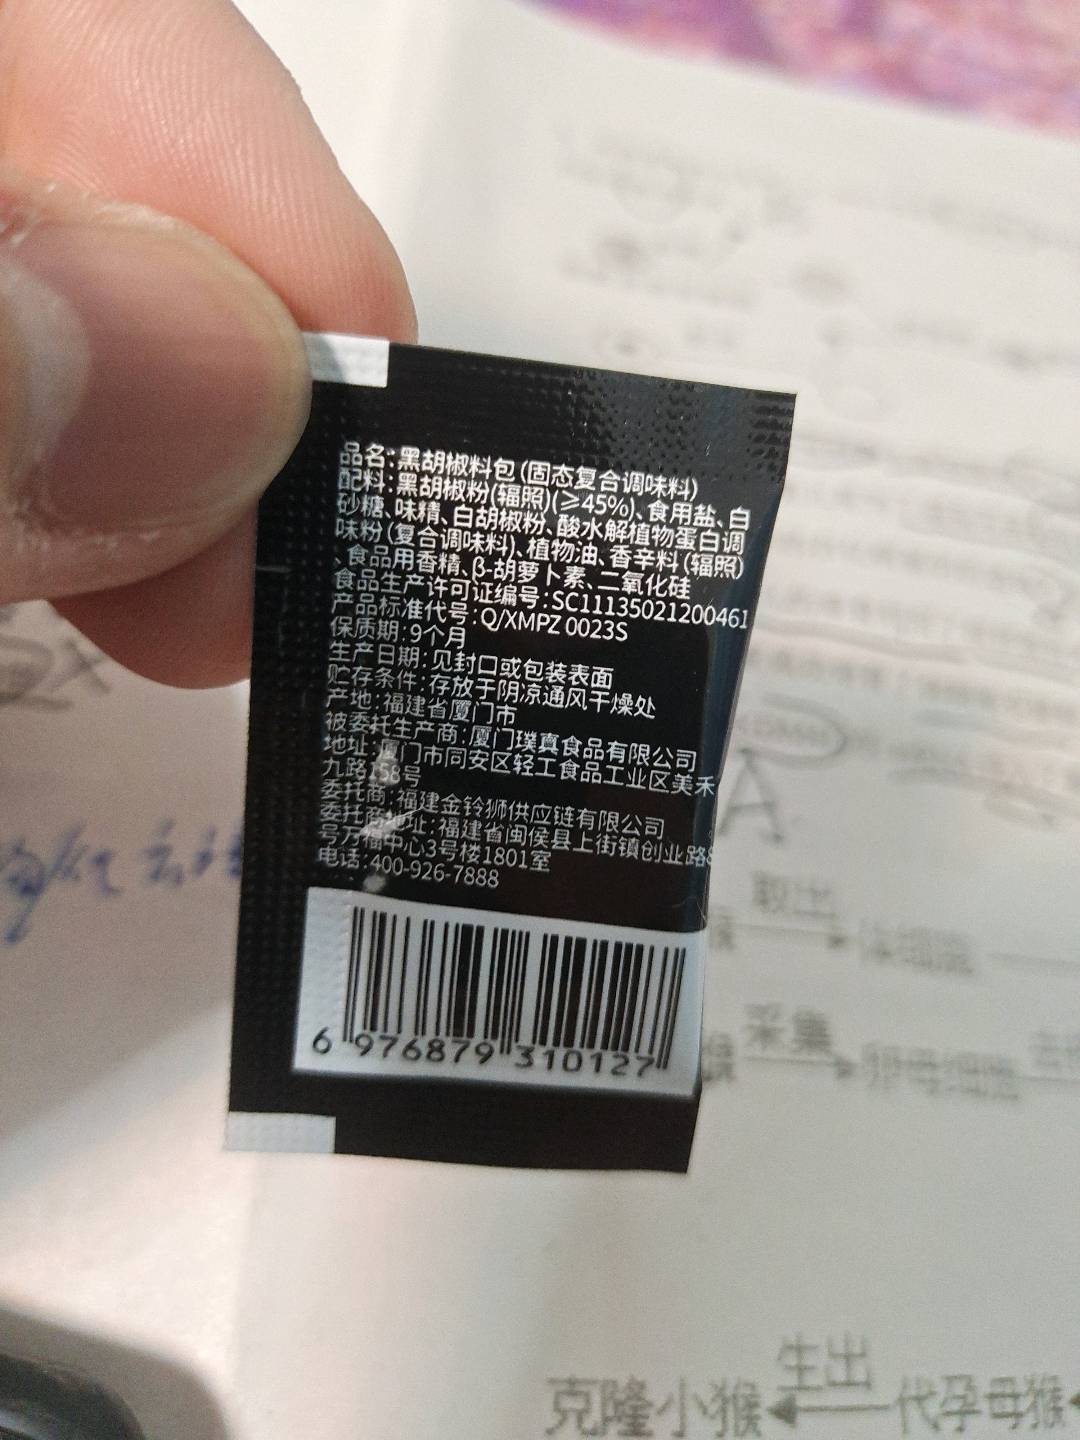 品名:黑胡椒料包(固态复合调味料)
配料:黑胡椒粉(辐照)(≥45%)、食用盐、白
砂糖、味精、白胡椒粉、酸水解植物蛋白调
味粉(复合调味料)、植物油、香辛料(辐照)
、食品用香精、β-胡萝卜素、二氧化硅
食品生产许可证编号:SC11135021200461
产品标准代号:Q/XMPZ 0023S
保质期:9个月
生产日期:见封口或包装表面
贮存条件:存放于阴凉通风干燥处
产地:福建省厦门市
被委托生产商:厦门璞真食品有限公司
地址:厦门市同安区轻工食品工业区美禾
九路158号
委托商:福建金铃狮供应链有限公司
委托商地址:福建省闽侯县上街镇创业路8
号万福中心3号楼1801室
电话:400-926-7888
6 976879 310127
A
取出
体细胞
采集
卵母细胞
生出
克隆小猴
代孕母猴